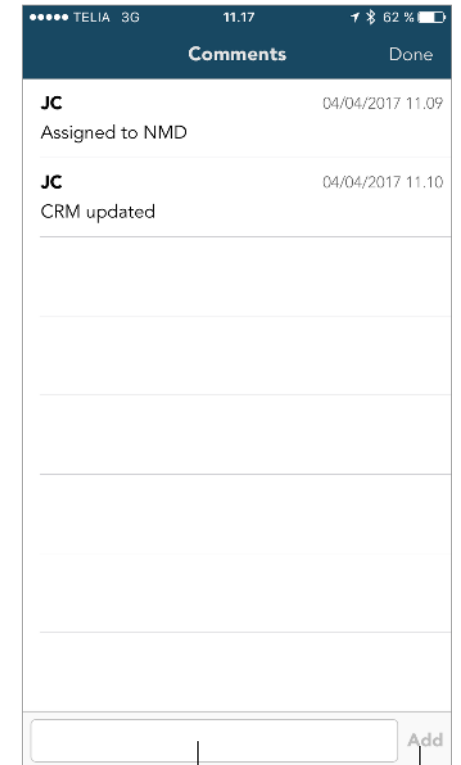 TELIA 3G 11.17 62 %
Comments Done
JC 04/04/2017 11.09
Assigned to NMD
JC 04/04/2017 11.10
CRM updated
Add